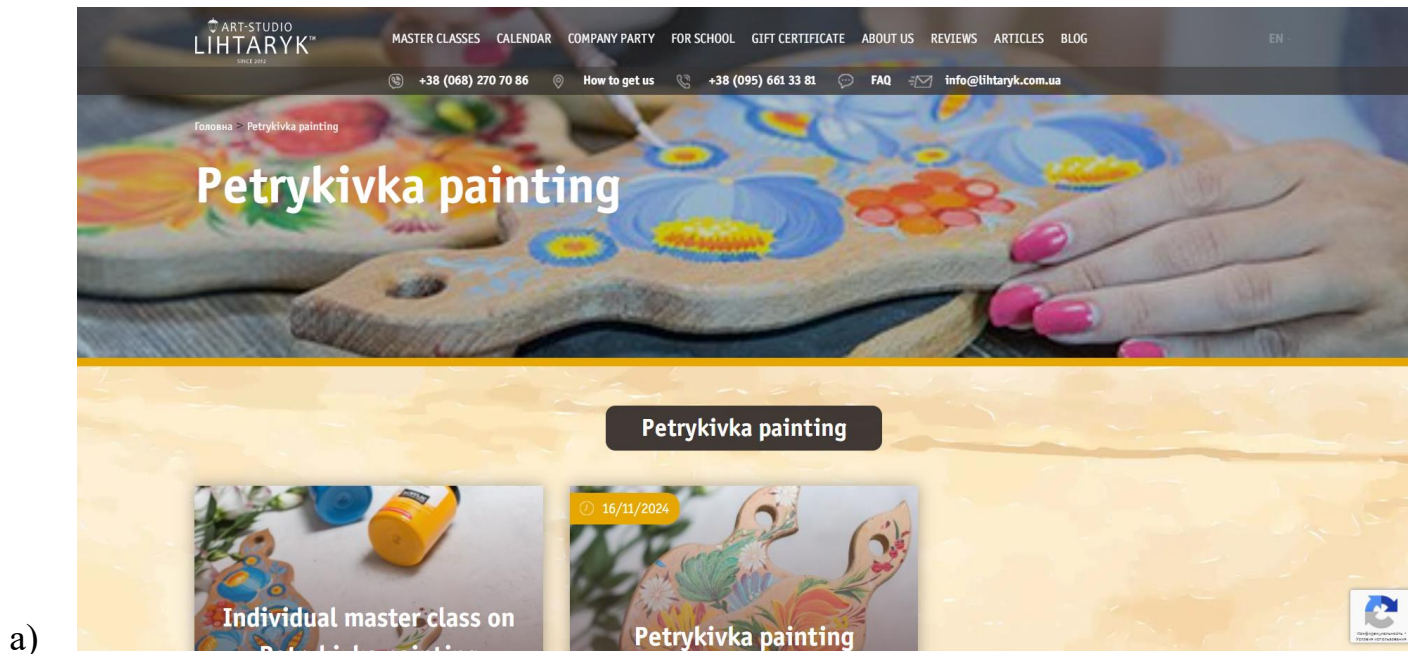 ART-STUDIO
LIHTARYK™
SINCE 2012
MASTER CLASSES CALENDAR COMPANY PARTY FOR SCHOOL GIFT CERTIFICATE ABOUT US REVIEWS ARTICLES BLOG
EN
+38 (068) 270 70 86 How to get us +38 (095) 661 33 81 FAQ info@lihtaryk.com.ua
Головна > Petrykivka painting
Petrykivka painting
Petrykivka painting
16/11/2024
Individual master class on
Petrykivka painting
Petrykivka painting
a)